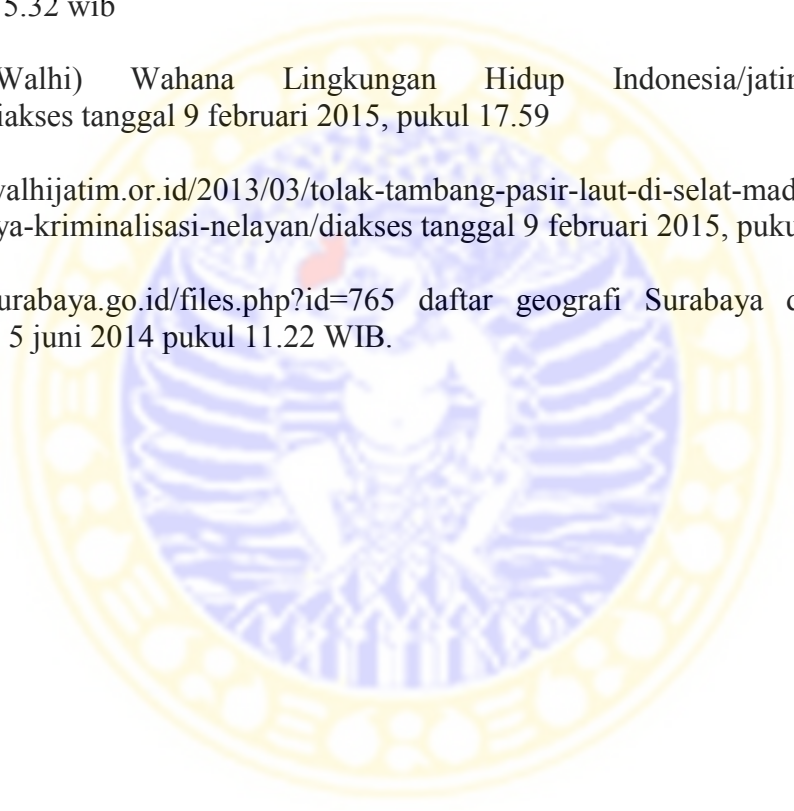 5.32 wib
Walhi) Wahana Lingkungan Hidup Indonesia/jatin
iakses tanggal 9 februari 2015, pukul 17.59
valhijatim.or.id/2013/03/tolak-tambang-pasir-laut-di-selat-mad
ya-kriminalisasi-nelayan/diakses tanggal 9 februari 2015, puku
urabaya.go.id/files.php?id=765 daftar geografi Surabaya d
5 juni 2014 pukul 11.22 WIB.